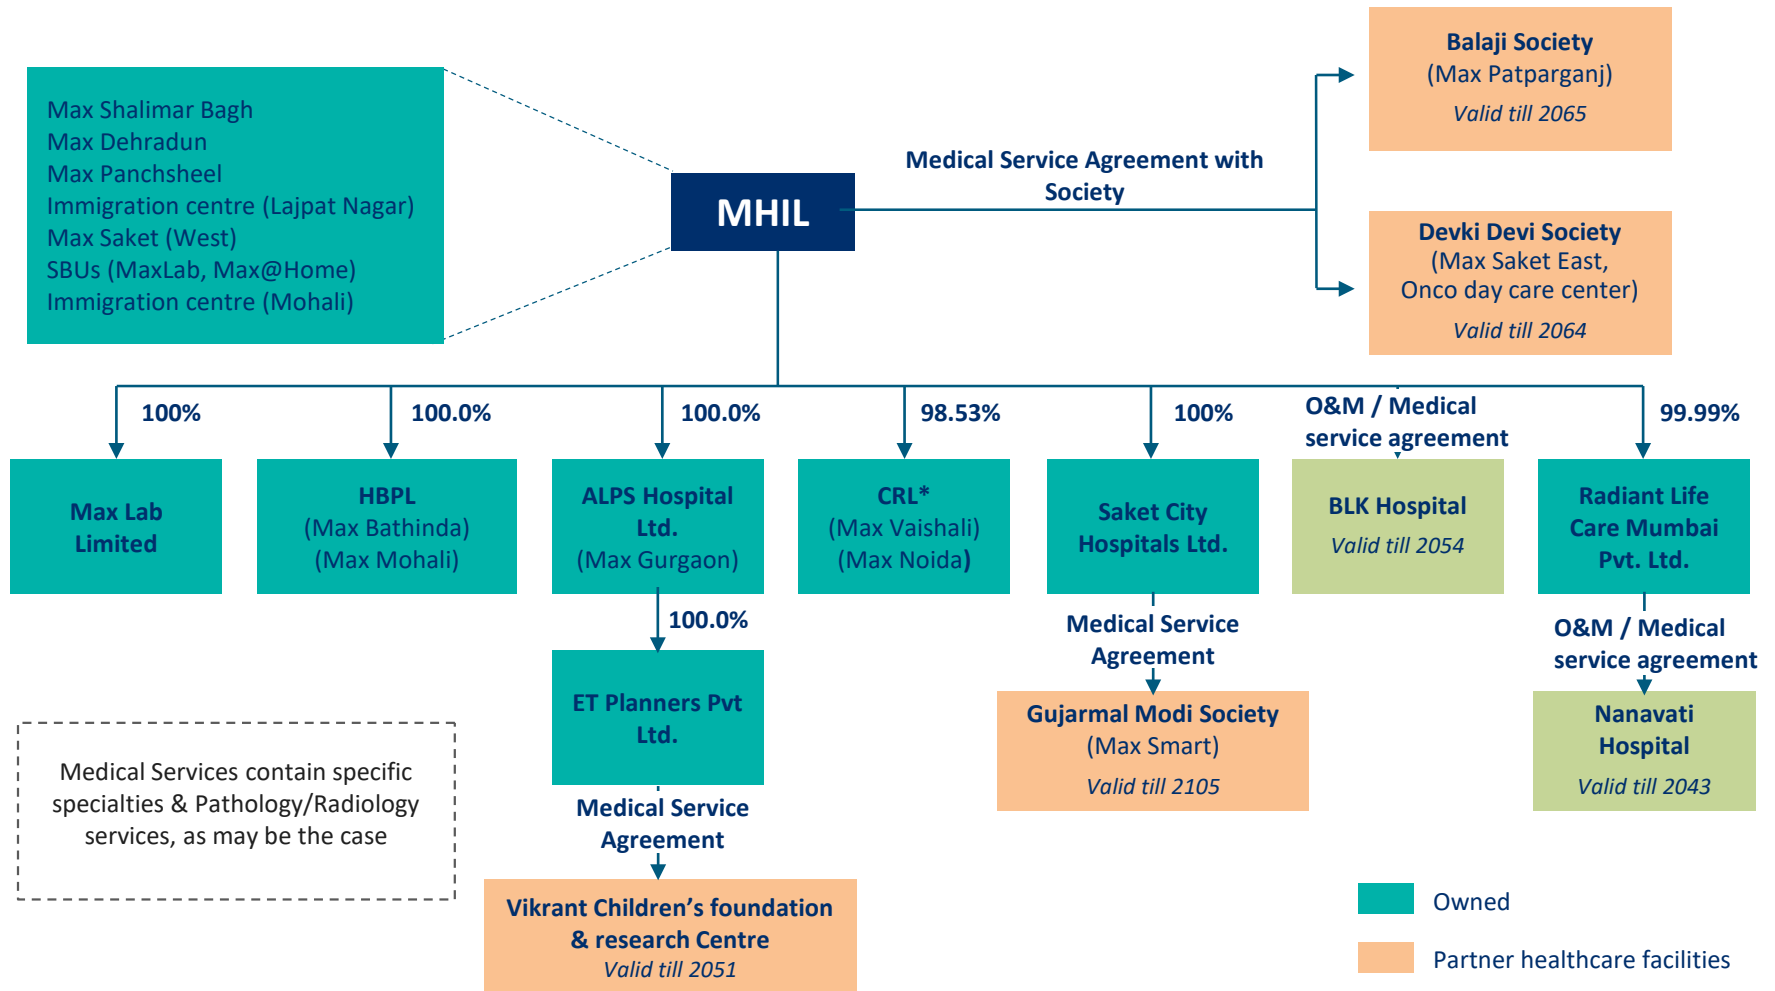 Balaji Society
(Max Patparganj)
Valid till 2065
Max Shalimar Bagh
Max Dehradun
Max Panchsheel
Immigration centre (Lajpat Nagar)
Max Saket (West)
SBUs (MaxLab, Max@Home)
Immigration centre (Mohali)
MHIL
Medical Service Agreement with
Society
Devki Devi Society
(Max Saket East,
Onco day care center)
Valid till 2064
100%
100.0%
100.0%
98.53%
100%
O&M / Medical
service agreement
99.99%
Max Lab
Limited
HBPL
(Max Bathinda)
(Max Mohali)
ALPS Hospital
Ltd.
(Max Gurgaon)
CRL*
(Max Vaishali)
(Max Noida)
Saket City
Hospitals Ltd.
BLK Hospital
Valid till 2054
Radiant Life
Care Mumbai
Pvt. Ltd.
100.0%
Medical Service
Agreement
O&M / Medical
service agreement
ET Planners Pvt
Ltd.
Gujarmal Modi Society
(Max Smart)
Valid till 2105
Nanavati
Hospital
Valid till 2043
Medical Services contain specific
specialties & Pathology/Radiology
services, as may be the case
Medical Service
Agreement
Vikrant Children’s foundation
& research Centre
Valid till 2051
Owned
Partner healthcare facilities